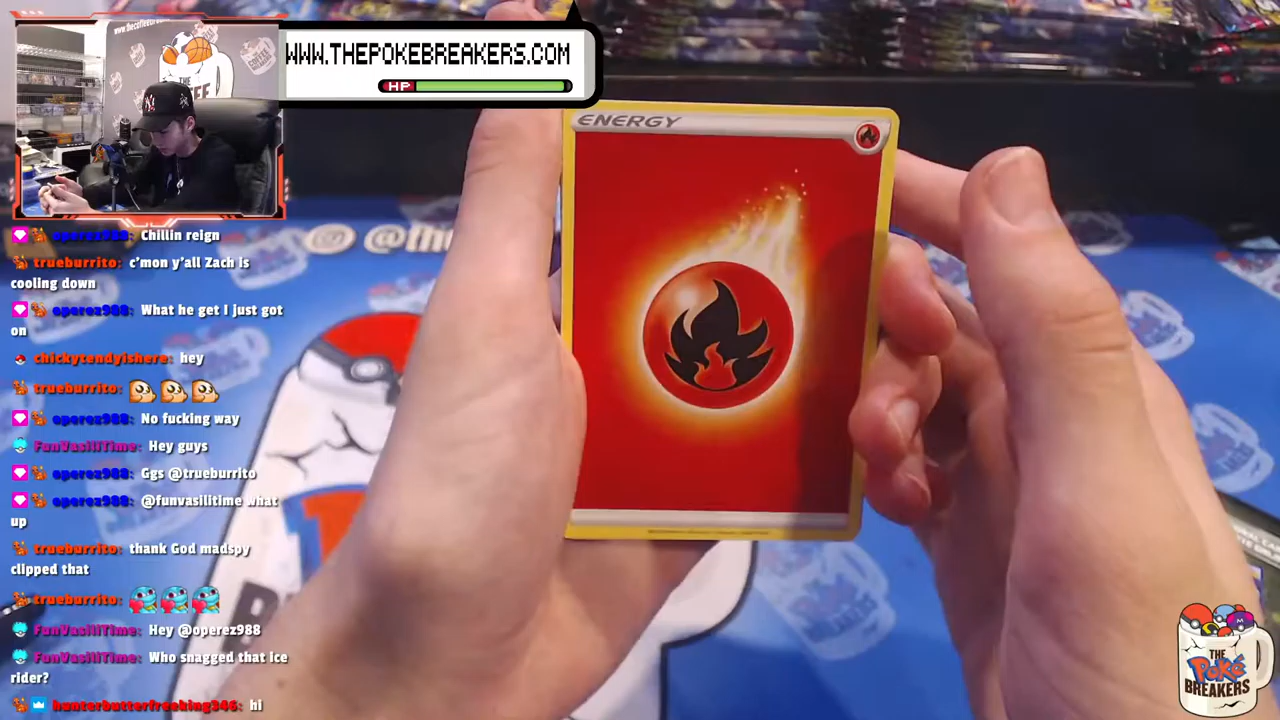 WWW.THEPOKEBREAKERS.COM
HP
ENERGY
operez988: Chillin reign
trueburrito: c'mon y'all Zach is
cooling down
operez988: What he get I just got
on
chickytendyishere: hey
trueburrito:
operez988: No fucking way
FunVasiliTime: Hey guys
operez988: Ggs @trueburrito
operez988: @funvasilitime what
up
trueburrito: thank God madspy
clipped that
trueburrito:
FunVasiliTime: Hey @operez988
FunVasiliTime: Who snagged that ice
rider?
hunterbutterfreaking346: hi
@ @the
THE
Poké
BREAKERS